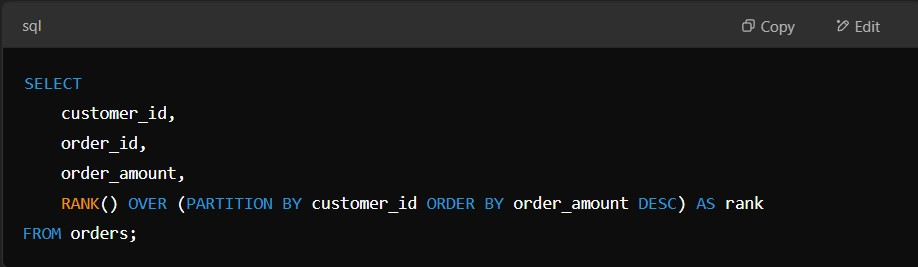 sql Copy Edit
SELECT
    customer_id,
    order_id,
    order_amount,
    RANK() OVER (PARTITION BY customer_id ORDER BY order_amount DESC) AS rank
FROM orders;